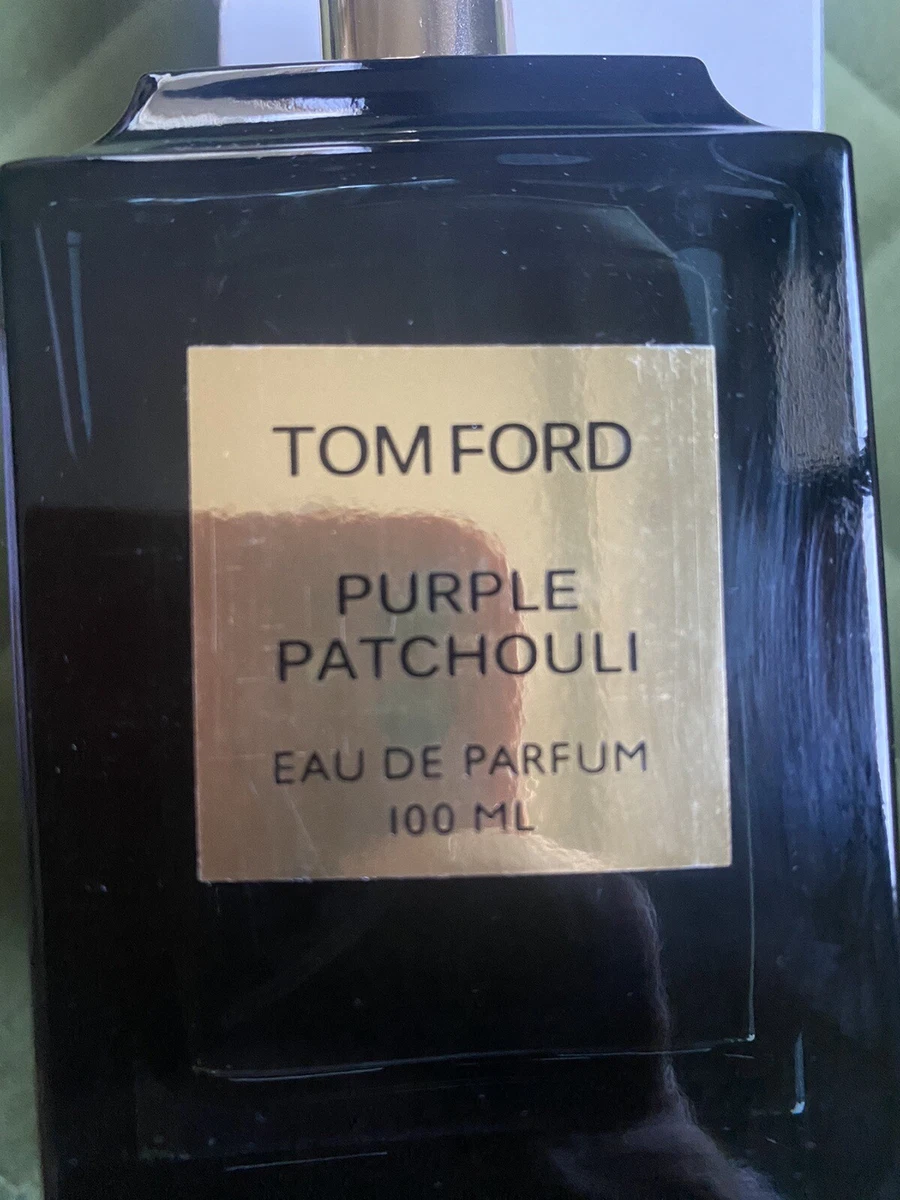 TOM FORD
PURPLE
PATCHOULI
EAU DE PARFUM
100 ML